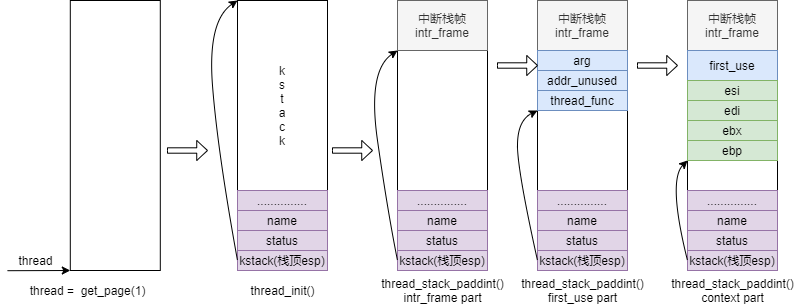 thread
thread = get_page(1)
k
s
t
a
c
k
...............
name
status
kstack(栈顶esp)
thread_init()
中断栈帧
intr_frame
...............
name
status
kstack(栈顶esp)
thread_stack_paddint()
intr_frame part
中断栈帧
intr_frame
arg
addr_unused
thread_func
...............
name
status
kstack(栈顶esp)
thread_stack_paddint()
first_use part
中断栈帧
intr_frame
first_use
esi
edi
ebx
ebp
...............
name
status
kstack(栈顶esp)
thread_stack_paddint()
context part